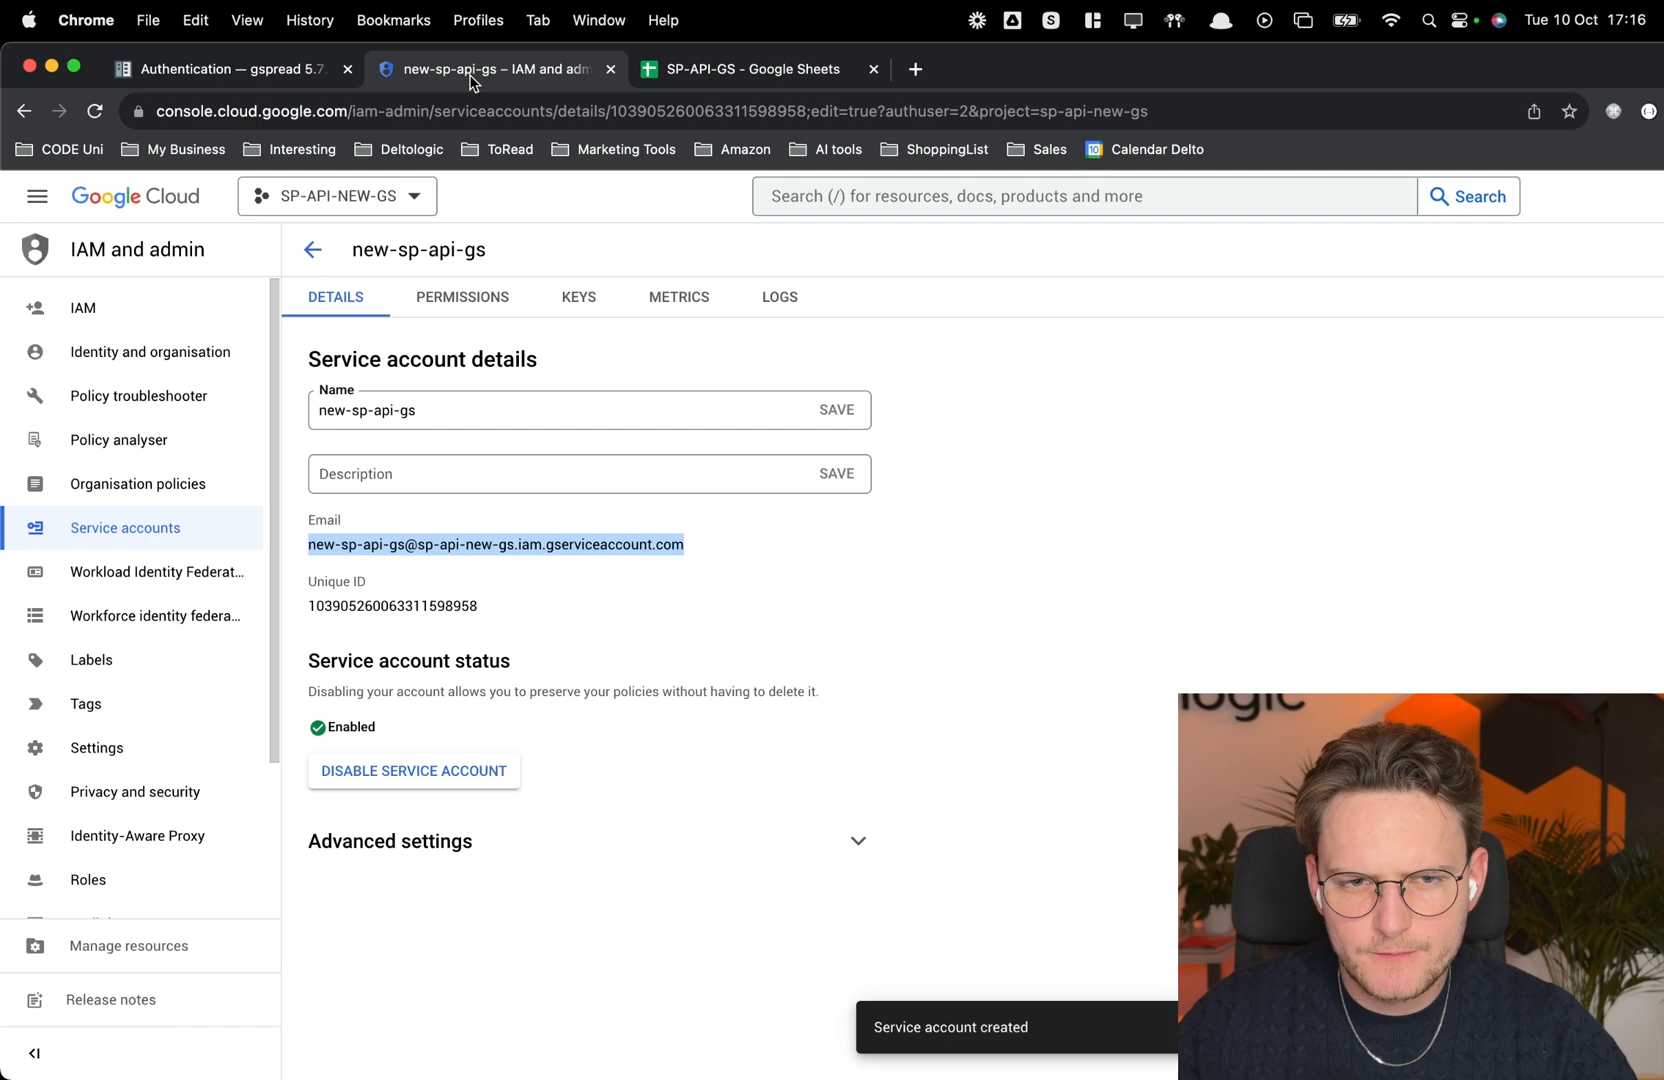 Chrome File Edit View History Bookmarks Profiles Tab Window Help Tue 10 Oct 17:16
Authentication — gspread 5.7. new-sp-api-gs – IAM and adm SP-API-GS - Google Sheets
console.cloud.google.com/iam-admin/serviceaccounts/details/103905260063311598958;edit=true?authuser=2&project=sp-api-new-gs
CODE Uni My Business Interesting Deltologic ToRead Marketing Tools Amazon AI tools ShoppingList Sales 10 Calendar Delto
Google Cloud SP-API-NEW-GS Search (/) for resources, docs, products and more Search
IAM and admin
IAM
Identity and organisation
Policy troubleshooter
Policy analyser
Organisation policies
Service accounts
Workload Identity Federat...
Workforce identity federa...
Labels
Tags
Settings
Privacy and security
Identity-Aware Proxy
Roles
Manage resources
Release notes
new-sp-api-gs
DETAILS PERMISSIONS KEYS METRICS LOGS
Service account details
Name
new-sp-api-gs SAVE
Description SAVE
Email
new-sp-api-gs@sp-api-new-gs.iam.gserviceaccount.com
Unique ID
103905260063311598958
Service account status
Disabling your account allows you to preserve your policies without having to delete it.
Enabled
DISABLE SERVICE ACCOUNT
Advanced settings
Service account created